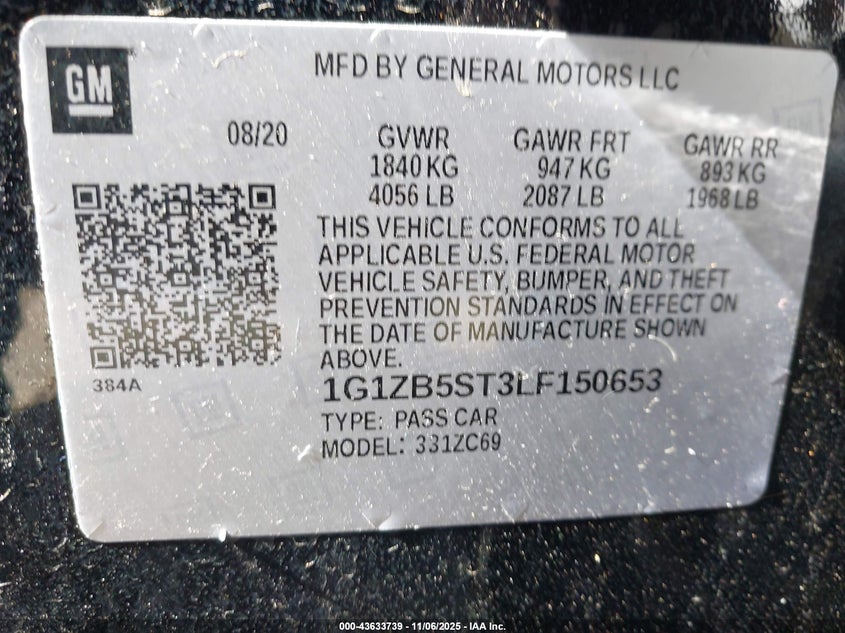 GM
MFD BY GENERAL MOTORS LLC
08/20 GVWR GAWR FRT GAWR RR
1840 KG 947 KG 893 KG
4056 LB 2087 LB 1968 LB
THIS VEHICLE CONFORMS TO ALL
APPLICABLE U.S. FEDERAL MOTOR
VEHICLE SAFETY, BUMPER, AND THEFT
PREVENTION STANDARDS IN EFFECT ON
THE DATE OF MANUFACTURE SHOWN
ABOVE.
384A
1G1ZB5ST3LF150653
TYPE: PASS CAR
MODEL: 331ZC69
000-43633739 - 11/06/2025 - IAA Inc.